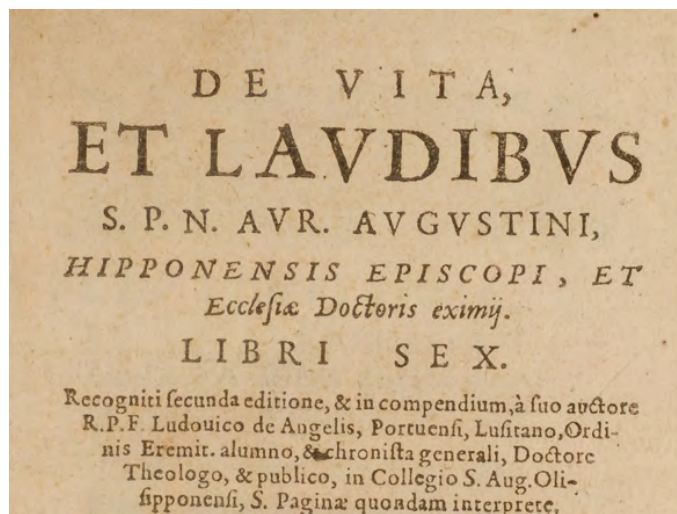 DE VITA,
ET LAVDIBVS
S. P. N. AVR. AVGVSTINI,
HIPPONENSIS EPISCOPI, ET
Eccleſiæ Doctoris eximij.
LIBRI SEX.
Recogniti ſecunda editione, & in compendium, à ſuo auctore
R.P.F. Ludouico de Angelis, Portuenſi, Luſitano, Ordi-
nis Eremit. alumno, & chroniſta generali, Doctore
Theologo, & publico, in Collegio S. Aug. Oli-
ſipponenſi, S. Paginæ quondam interprete.